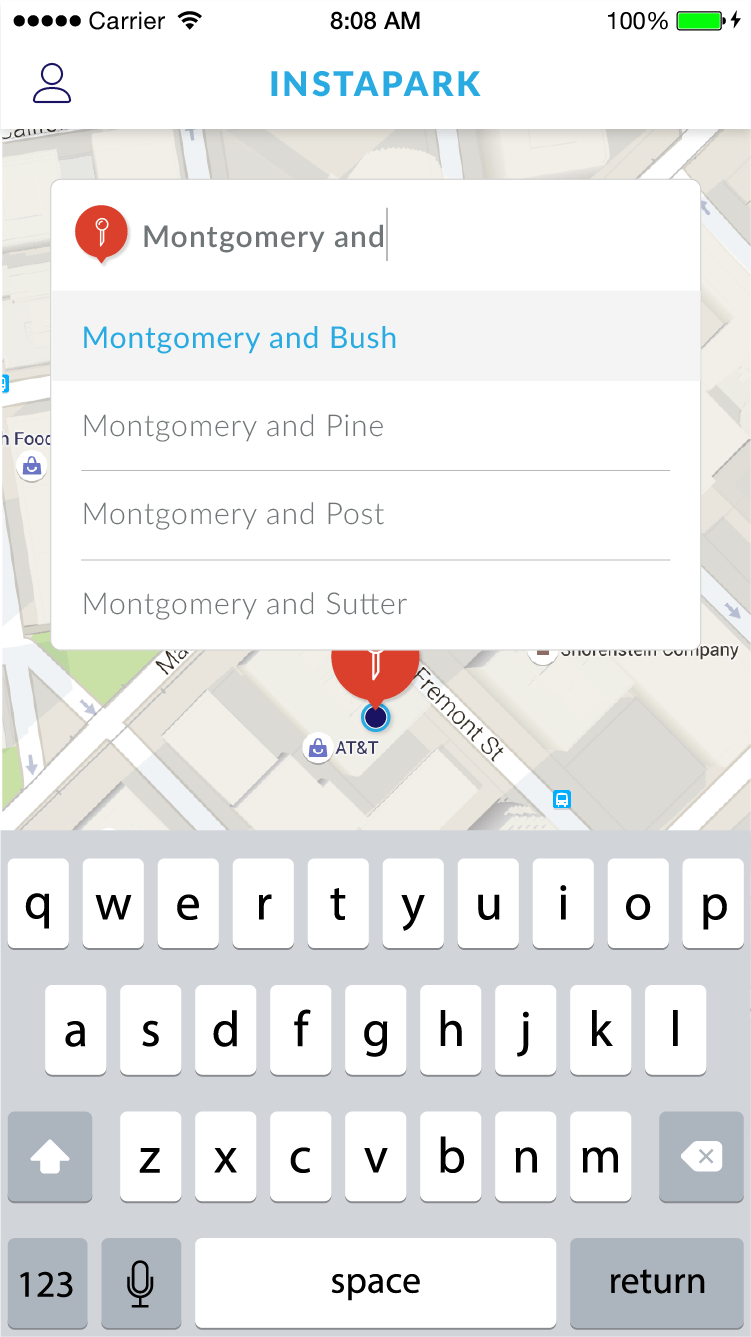 Carrier 8:08 AM 100%
INSTAPARK
Montgomery and
Montgomery and Bush
Montgomery and Pine
Montgomery and Post
Montgomery and Sutter
Food
Shorenstein Company
Fremont St
AT&T
q w e r t y u i o p
a s d f g h j k l
z x c v b n m
123 space return